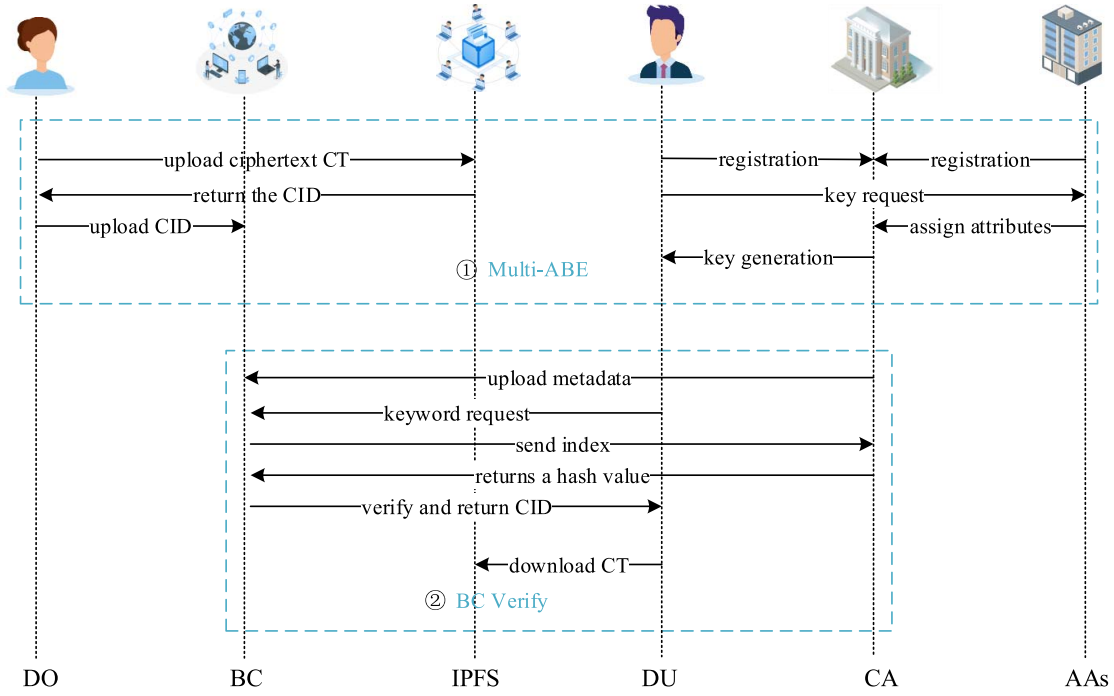 upload ciphertext CT
registration
registration
return the CID
key request
upload CID
assign attributes
key generation
① Multi-ABE
upload metadata
keyword request
send index
returns a hash value
verify and return CID
download CT
② BC Verify
DO
BC
IPFS
DU
CA
AAs